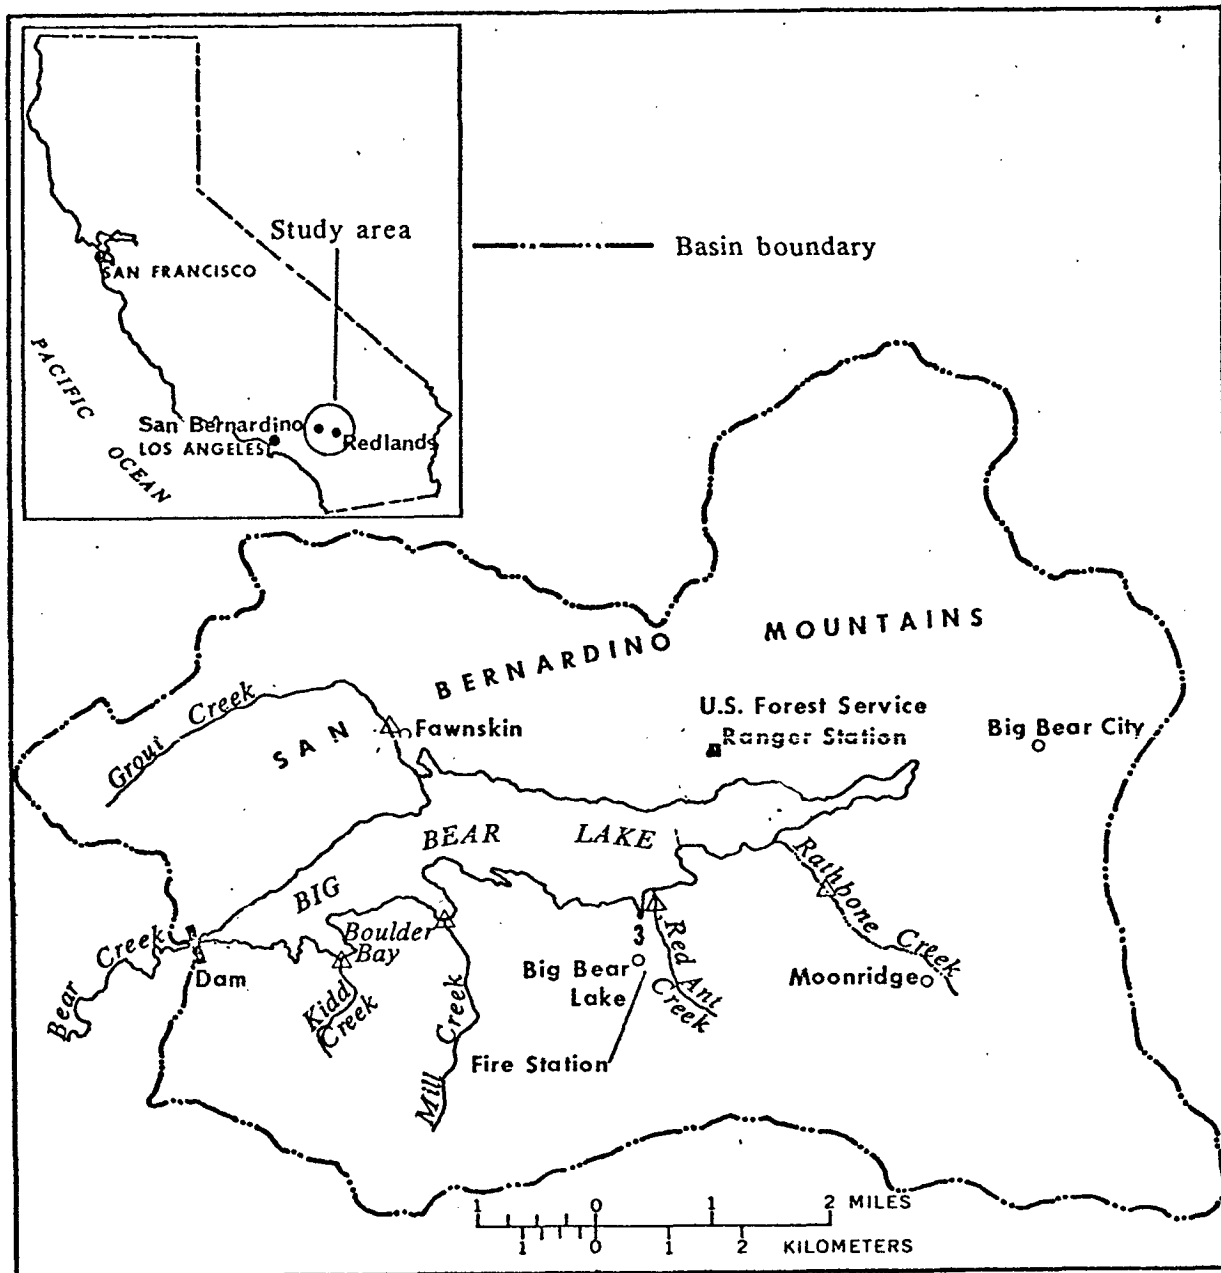 Study area
Basin boundary
SAN FRANCISCO
PACIFIC OCEAN
San Bernardino
LOS ANGELES
Redlands
SAN BERNARDINO MOUNTAINS
Grout Creek
Fawnskin
U.S. Forest Service
Ranger Station
Big Bear City
BIG BEAR LAKE
Bear Creek
Dam
Boulder
Bay
Kidd
Creek
Mill Creek
3
Big Bear
Lake
Fire Station
Red Ant
Creek
Rathbone Creek
Moonridge
1 0 1 2 MILES
1 0 1 2 KILOMETERS